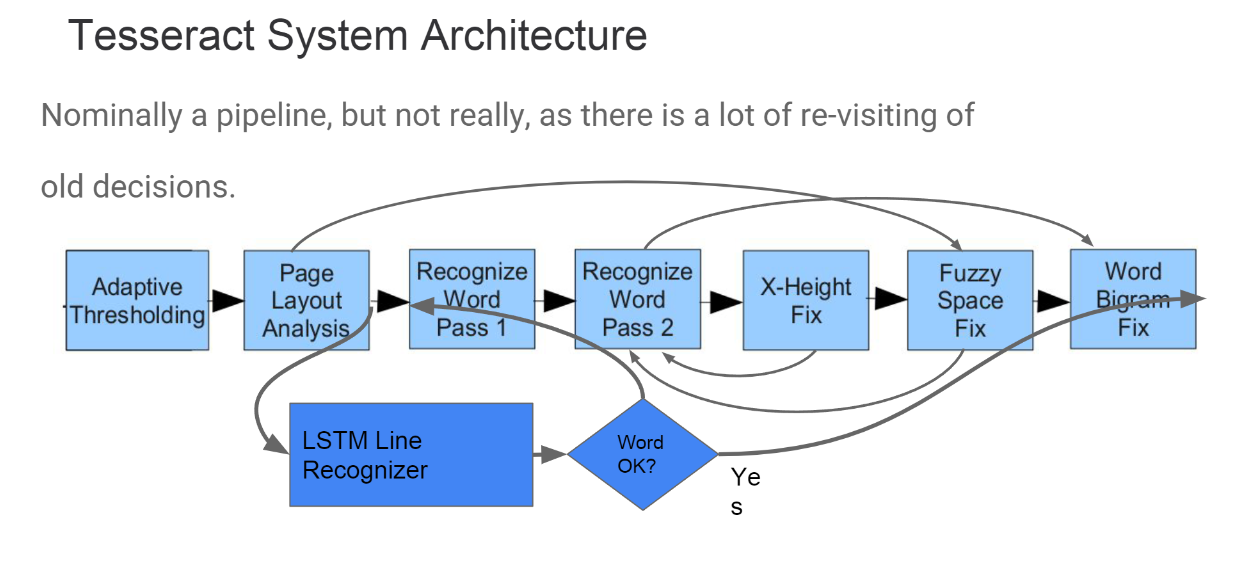 Tesseract System Architecture
Nominally a pipeline, but not really, as there is a lot of re-visiting of
old decisions.
Adaptive
Thresholding
Page
Layout
Analysis
Recognize
Word
Pass 1
Recognize
Word
Pass 2
X-Height
Fix
Fuzzy
Space
Fix
Word
Bigram
Fix
LSTM Line
Recognizer
Word
OK?
Ye
s